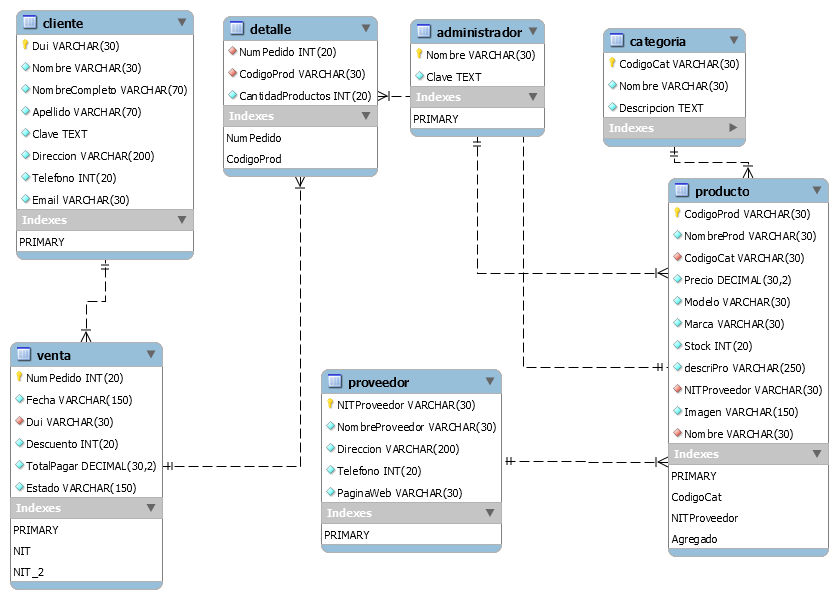 cliente
Dui VARCHAR(30)
Nombre VARCHAR(30)
NombreCompleto VARCHAR(70)
Apellido VARCHAR(70)
Clave TEXT
Direccion VARCHAR(200)
Telefono INT(20)
Email VARCHAR(30)
Indexes
PRIMARY
detalle
NumPedido INT(20)
CodigoProd VARCHAR(30)
CantidadProductos INT(20)
Indexes
NumPedido
CodigoProd
administrador
Nombre VARCHAR(30)
Clave TEXT
Indexes
PRIMARY
categoria
CodigoCat VARCHAR(30)
Nombre VARCHAR(30)
Descripcion TEXT
Indexes
producto
CodigoProd VARCHAR(30)
NombreProd VARCHAR(30)
CodigoCat VARCHAR(30)
Precio DECIMAL(30,2)
Modelo VARCHAR(30)
Marca VARCHAR(30)
Stock INT(20)
descriPro VARCHAR(250)
NITProveedor VARCHAR(30)
Imagen VARCHAR(150)
Nombre VARCHAR(30)
Indexes
PRIMARY
CodigoCat
NITProveedor
Agregado
venta
NumPedido INT(20)
Fecha VARCHAR(150)
Dui VARCHAR(30)
Descuento INT(20)
TotalPagar DECIMAL(30,2)
Estado VARCHAR(150)
Indexes
PRIMARY
NIT
NIT_2
proveedor
NITProveedor VARCHAR(30)
NombreProveedor VARCHAR(30)
Direccion VARCHAR(200)
Telefono INT(20)
PaginaWeb VARCHAR(30)
Indexes
PRIMARY